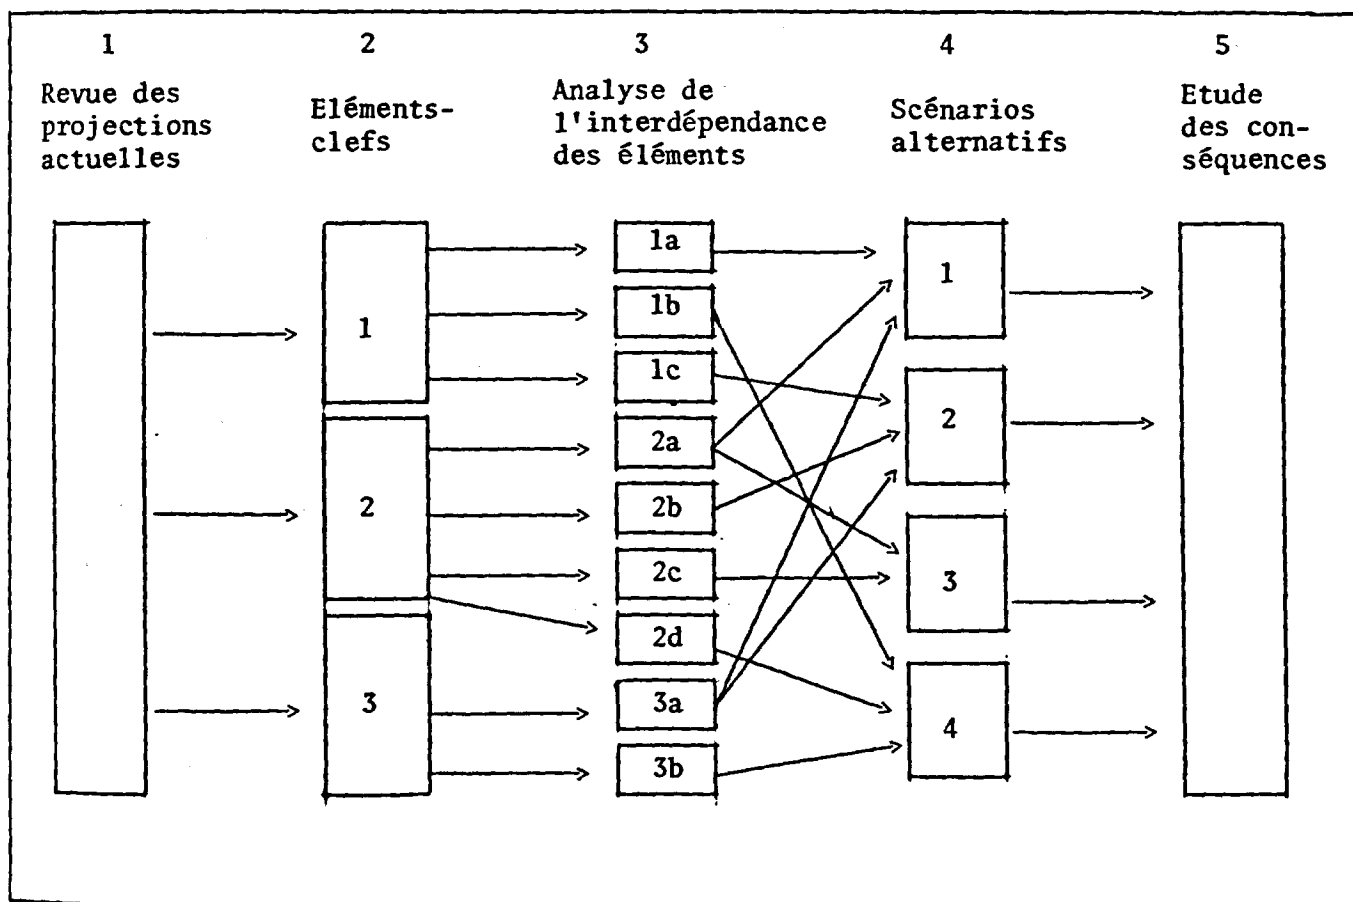 1
Revue des
projections
actuelles
2
Eléments-
clefs
3
Analyse de
l'interdépendance
des éléments
4
Scénarios
alternatifs
5
Etude
des con-
séquences
1
2
3
1a
1b
1c
2a
2b
2c
2d
3a
3b
1
2
3
4